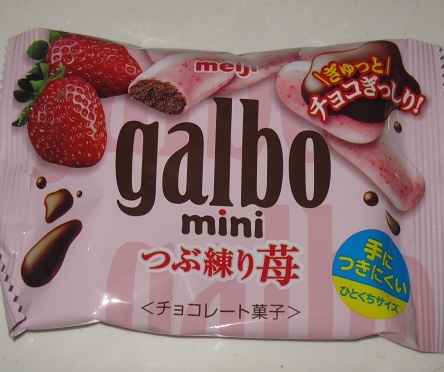 meiji
ぎゅっと
チョコぎっしり!
galbo
mini
つぶ練り苺
手に
つきにくい
ひとくちサイズ
<チョコレート菓子>